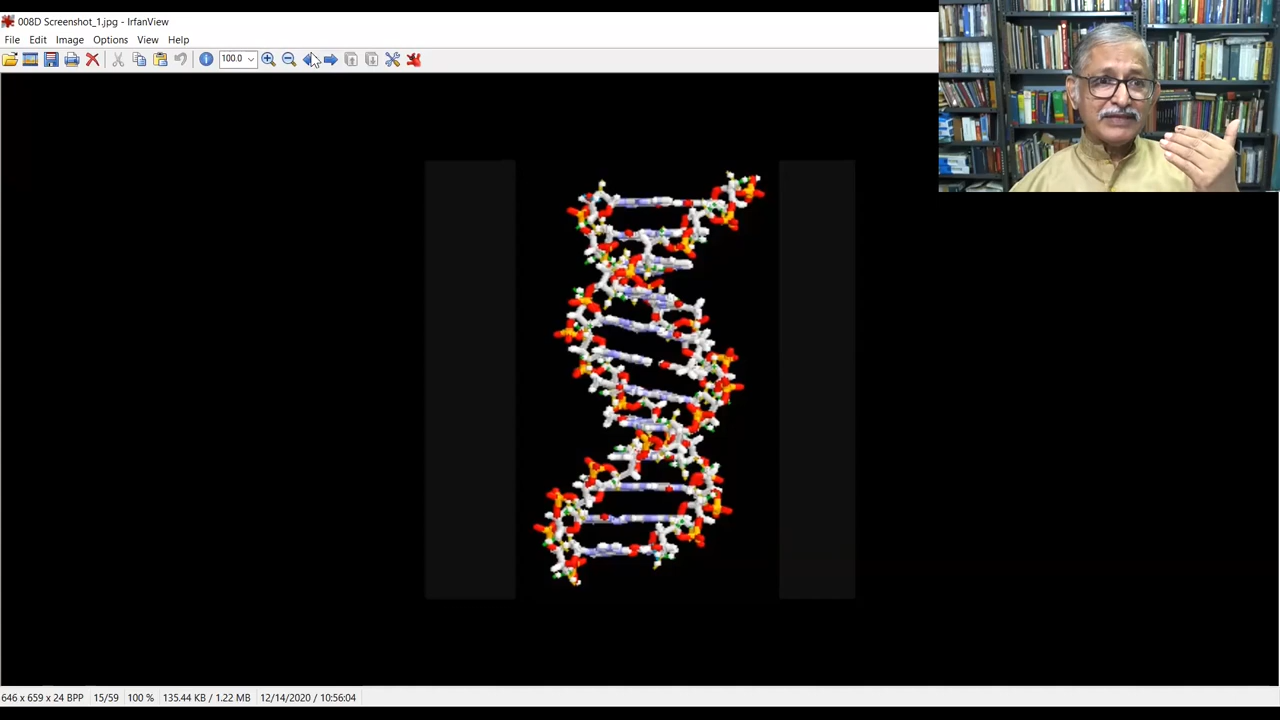 008D Screenshot_1.jpg - IrfanView
File Edit Image Options View Help
100.0
646 x 659 x 24 BPP 15/59 100 % 135.44 KB / 1.22 MB 12/14/2020 / 10:56:04